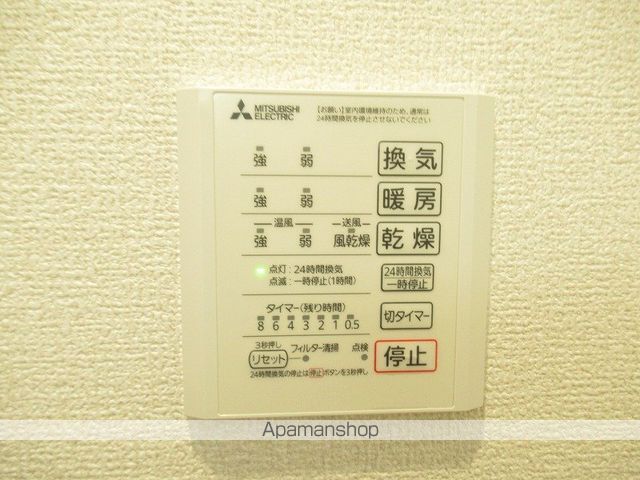 MITSUBISHI
ELECTRIC
【お願い】室内環境維持のため、通常は
24時間換気を停止させないでください
強 弱 換気
強 弱 暖房
温風 送風
強 弱 風乾燥 乾燥
点灯：24時間換気
点滅：一時停止(1時間)
24時間換気
一時停止
タイマー(残り時間)
8 6 4 3 2 1 0.5
切タイマー
3秒押し
リセット フィルター清掃 点検
停止
24時間換気の停止は停止ボタンを3秒押し
Apamanshop